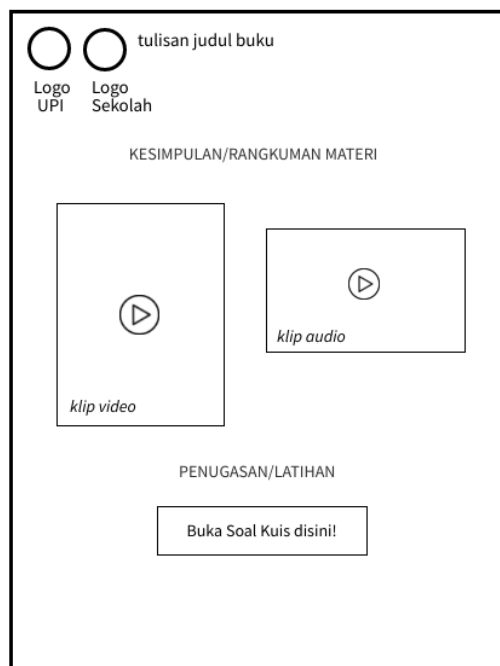 tulisan judul buku
Logo
UPI
Logo
Sekolah
KESIMPULAN/RANGKUMAN MATERI
klip video
klip audio
PENUGASAN/LATIHAN
Buka Soal Kuis disini!